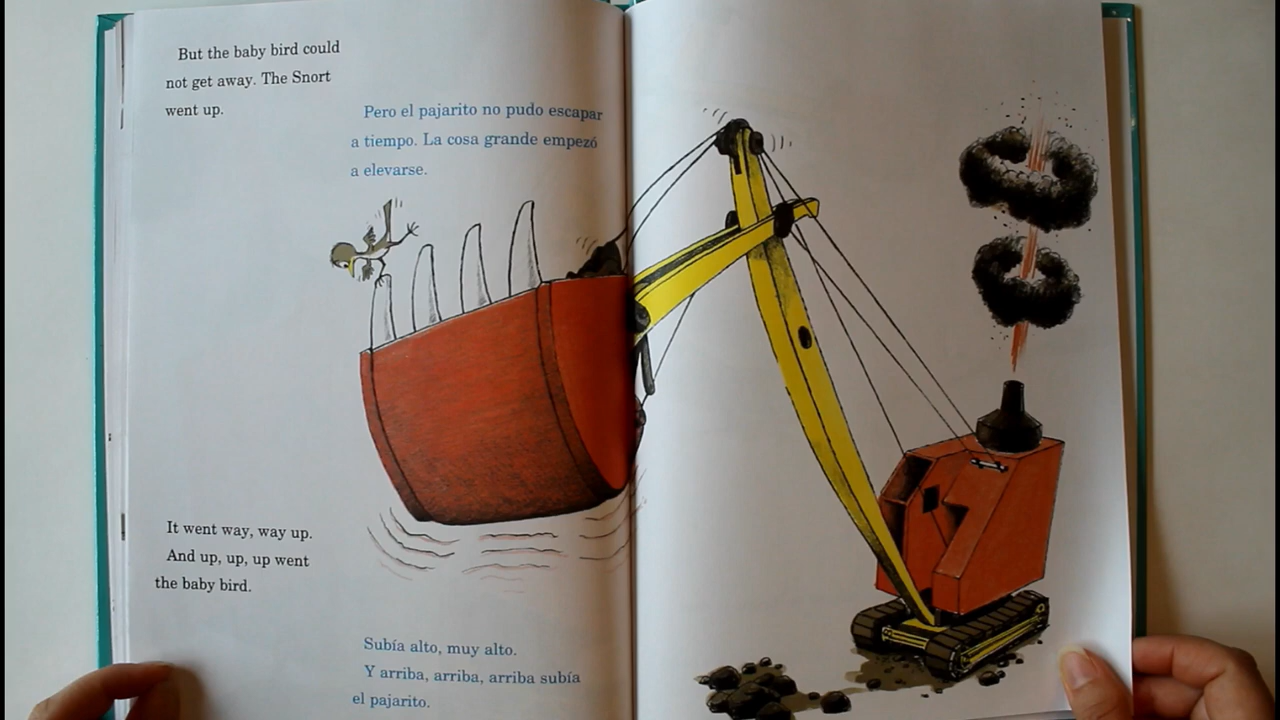 But the baby bird could
not get away. The Snort
went up.
Pero el pajarito no pudo escapar
a tiempo. La cosa grande empezó
a elevarse.
It went way, way up.
And up, up, up went
the baby bird.
Subía alto, muy alto.
Y arriba, arriba, arriba subía
el pajarito.